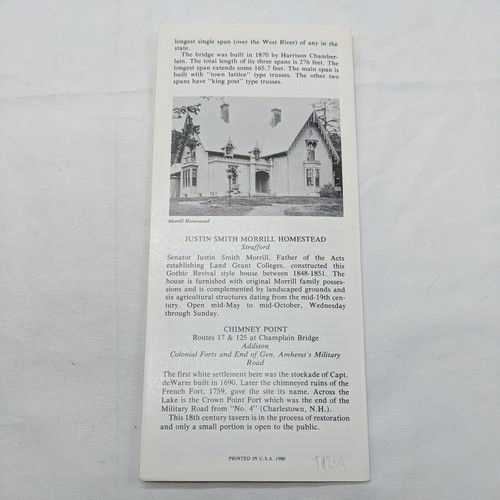 longest single span (over the West River) of any in the
state.
The bridge was built in 1870 by Harrison Chamber-
lain. The total length of its three spans is 276 feet. The
longest span extends some 165.7 feet. The main span is
built with "town lattice" type trusses. The other two
spans have "king post" type trusses.
Morrill Homestead
JUSTIN SMITH MORRILL HOMESTEAD
Strafford
Senator Justin Smith Morrill, Father of the Acts
establishing Land Grant Colleges, constructed this
Gothic Revival style house between 1848-1851. The
house is furnished with original Morrill family posses-
sions and is complemented by landscaped grounds and
six agricultural structures dating from the mid-19th cen-
tury. Open mid-May to mid-October, Wednesday
through Sunday.
CHIMNEY POINT
Routes 17 & 125 at Champlain Bridge
Addison
Colonial Forts and End of Gen. Amherst's Military
Road
The first white settlement here was the stockade of Capt.
deWarm built in 1690. Later the chimneyed ruins of the
French Fort, 1759, gave the site its name. Across the
Lake is the Crown Point Fort which was the end of the
Military Road from "No. 4" (Charlestown, N.H.).
This 18th century tavern is in the process of restoration
and only a small portion is open to the public.
PRINTED IN U.S.A. 1980